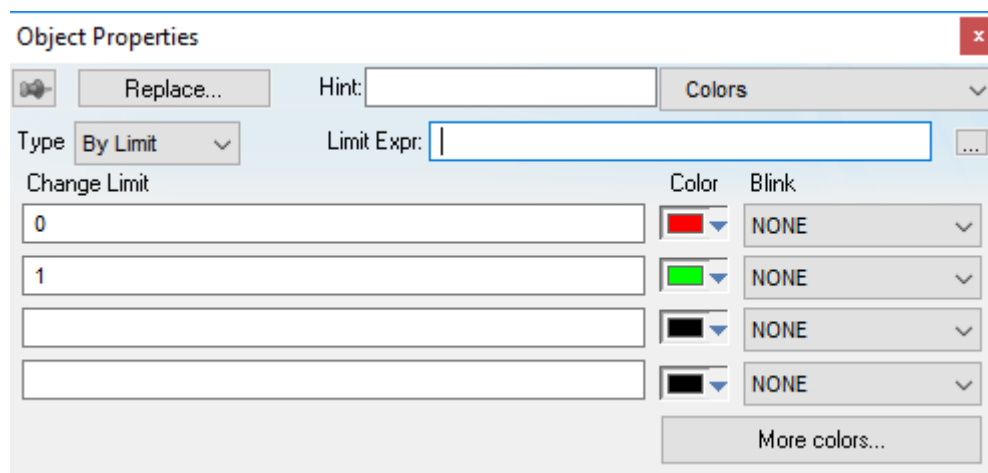 Object Properties x
Replace... Hint: Colors
Type By Limit Limit Expr: ...
Change Limit Color Blink
0 NONE
1 NONE
NONE
NONE
More colors...